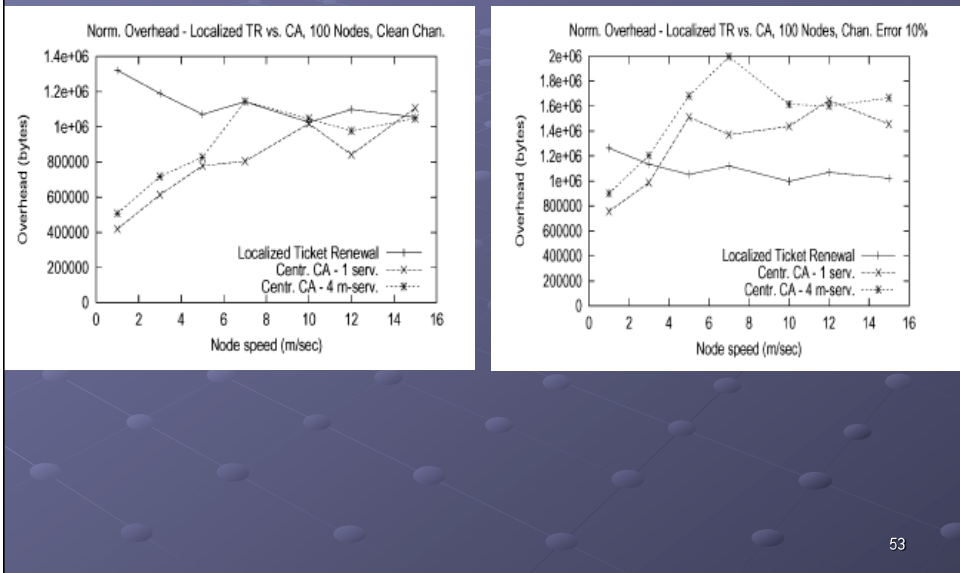 Norm. Overhead - Localized TR vs. CA, 100 Nodes, Clean Chan.
1.4e+06
1.2e+06
1e+06
800000
600000
400000
200000
0
Overhead (bytes)
Localized Ticket Renewal
Centr. CA - 1 serv.
Centr. CA - 4 m-serv.
0 2 4 6 8 10 12 14 16
Node speed (m/sec)
Norm. Overhead - Localized TR vs. CA, 100 Nodes, Chan. Error 10%
2e+06
1.8e+06
1.6e+06
1.4e+06
1.2e+06
1e+06
800000
600000
400000
200000
0
Overhead (bytes)
Localized Ticket Renewal
Centr. CA - 1 serv.
Centr. CA - 4 m-serv.
0 2 4 6 8 10 12 14 16
Node speed (m/sec)
53